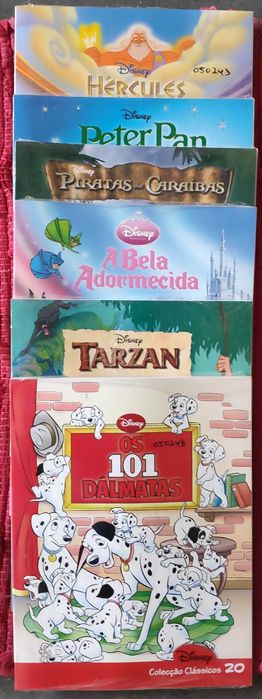 Disney
050243
HÉRCULES
Disney
Peter Pan
Disney
PIRATAS DAS CARAÍBAS
Disney
A Bela
Adormecida
Disney
TARZAN
Disney
OS
050248
101
DÁLMATAS
Disney
Colecção Clássicos 20